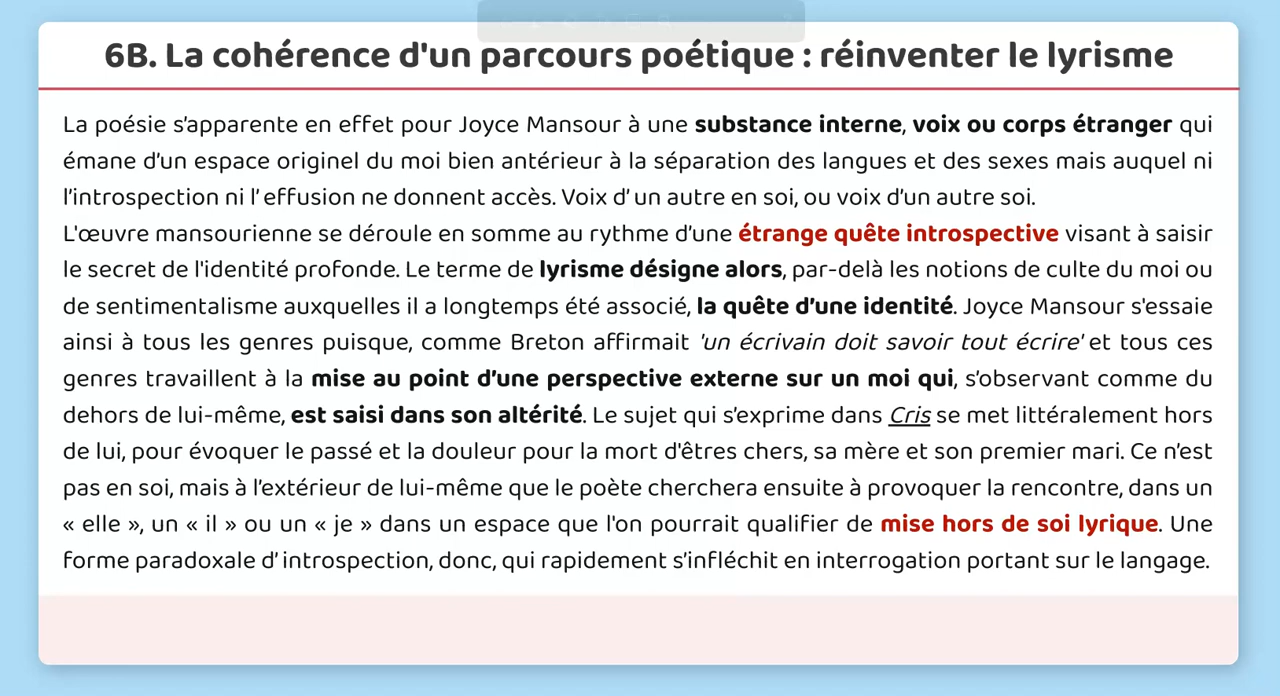 6B. La cohérence d'un parcours poétique : réinventer le lyrisme
La poésie s’apparente en effet pour Joyce Mansour à une substance interne, voix ou corps étranger qui
émane d’un espace originel du moi bien antérieur à la séparation des langues et des sexes mais auquel ni
l’introspection ni l’ effusion ne donnent accès. Voix d’ un autre en soi, ou voix d’un autre soi.
L'œuvre mansourienne se déroule en somme au rythme d’une étrange quête introspective visant à saisir
le secret de l'identité profonde. Le terme de lyrisme désigne alors, par-delà les notions de culte du moi ou
de sentimentalisme auxquelles il a longtemps été associé, la quête d’une identité. Joyce Mansour s'essaie
ainsi à tous les genres puisque, comme Breton affirmait 'un écrivain doit savoir tout écrire' et tous ces
genres travaillent à la mise au point d’une perspective externe sur un moi qui, s’observant comme du
dehors de lui-même, est saisi dans son altérité. Le sujet qui s’exprime dans Cris se met littéralement hors
de lui, pour évoquer le passé et la douleur pour la mort d'êtres chers, sa mère et son premier mari. Ce n’est
pas en soi, mais à l’extérieur de lui-même que le poète cherchera ensuite à provoquer la rencontre, dans un
« elle », un « il » ou un « je » dans un espace que l'on pourrait qualifier de mise hors de soi lyrique. Une
forme paradoxale d’ introspection, donc, qui rapidement s’infléchit en interrogation portant sur le langage.